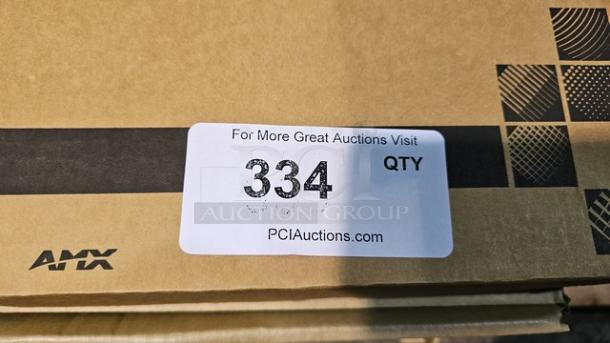 For More Great Auctions Visit
334 QTY
PCI
AUCTION GROUP
PCIAuctions.com
AMX